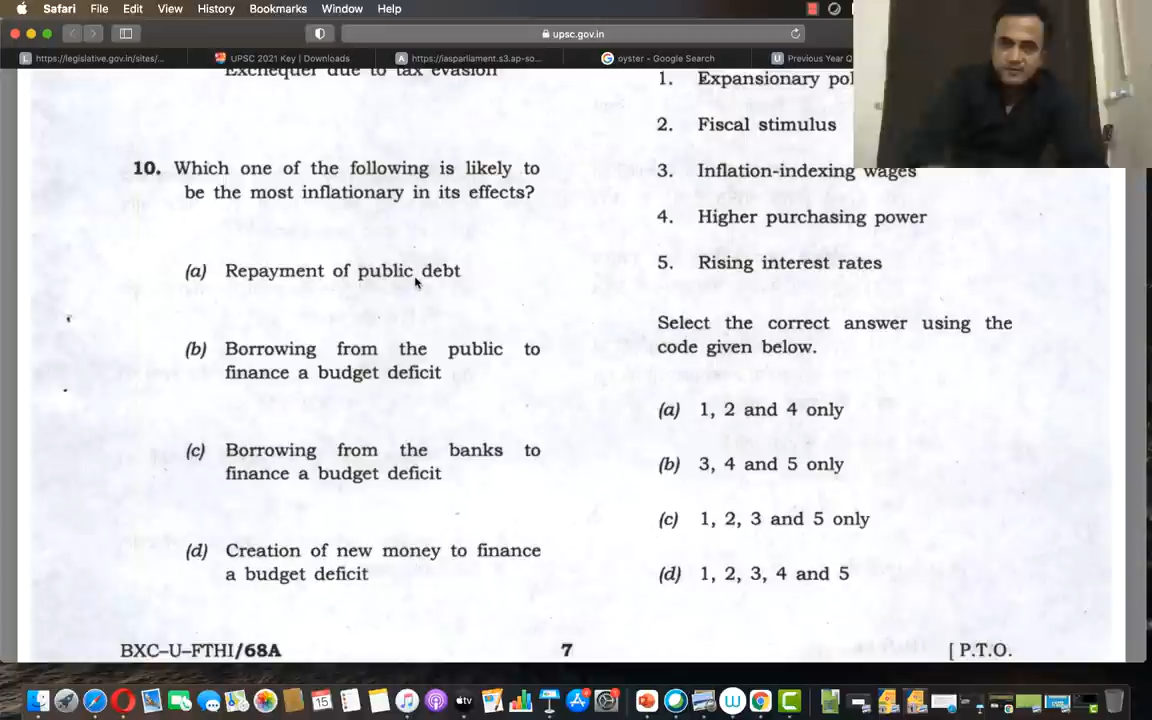 Safari File Edit View History Bookmarks Window Help
upsc.gov.in
https://legislative.gov.in/sites/... UPSC 2021 Key | Downloads https://iasparliament.s3.ap-so... oyster - Google Search Previous Year Q
Exchequer due to tax evasion
10. Which one of the following is likely to
be the most inflationary in its effects?
(a) Repayment of public debt
(b) Borrowing from the public to
finance a budget deficit
(c) Borrowing from the banks to
finance a budget deficit
(d) Creation of new money to finance
a budget deficit
1. Expansionary pol
2. Fiscal stimulus
3. Inflation-indexing wages
4. Higher purchasing power
5. Rising interest rates
Select the correct answer using the
code given below.
(a) 1, 2 and 4 only
(b) 3, 4 and 5 only
(c) 1, 2, 3 and 5 only
(d) 1, 2, 3, 4 and 5
BXC–U–FTHI/68A 7 [ P.T.O.
15
tv